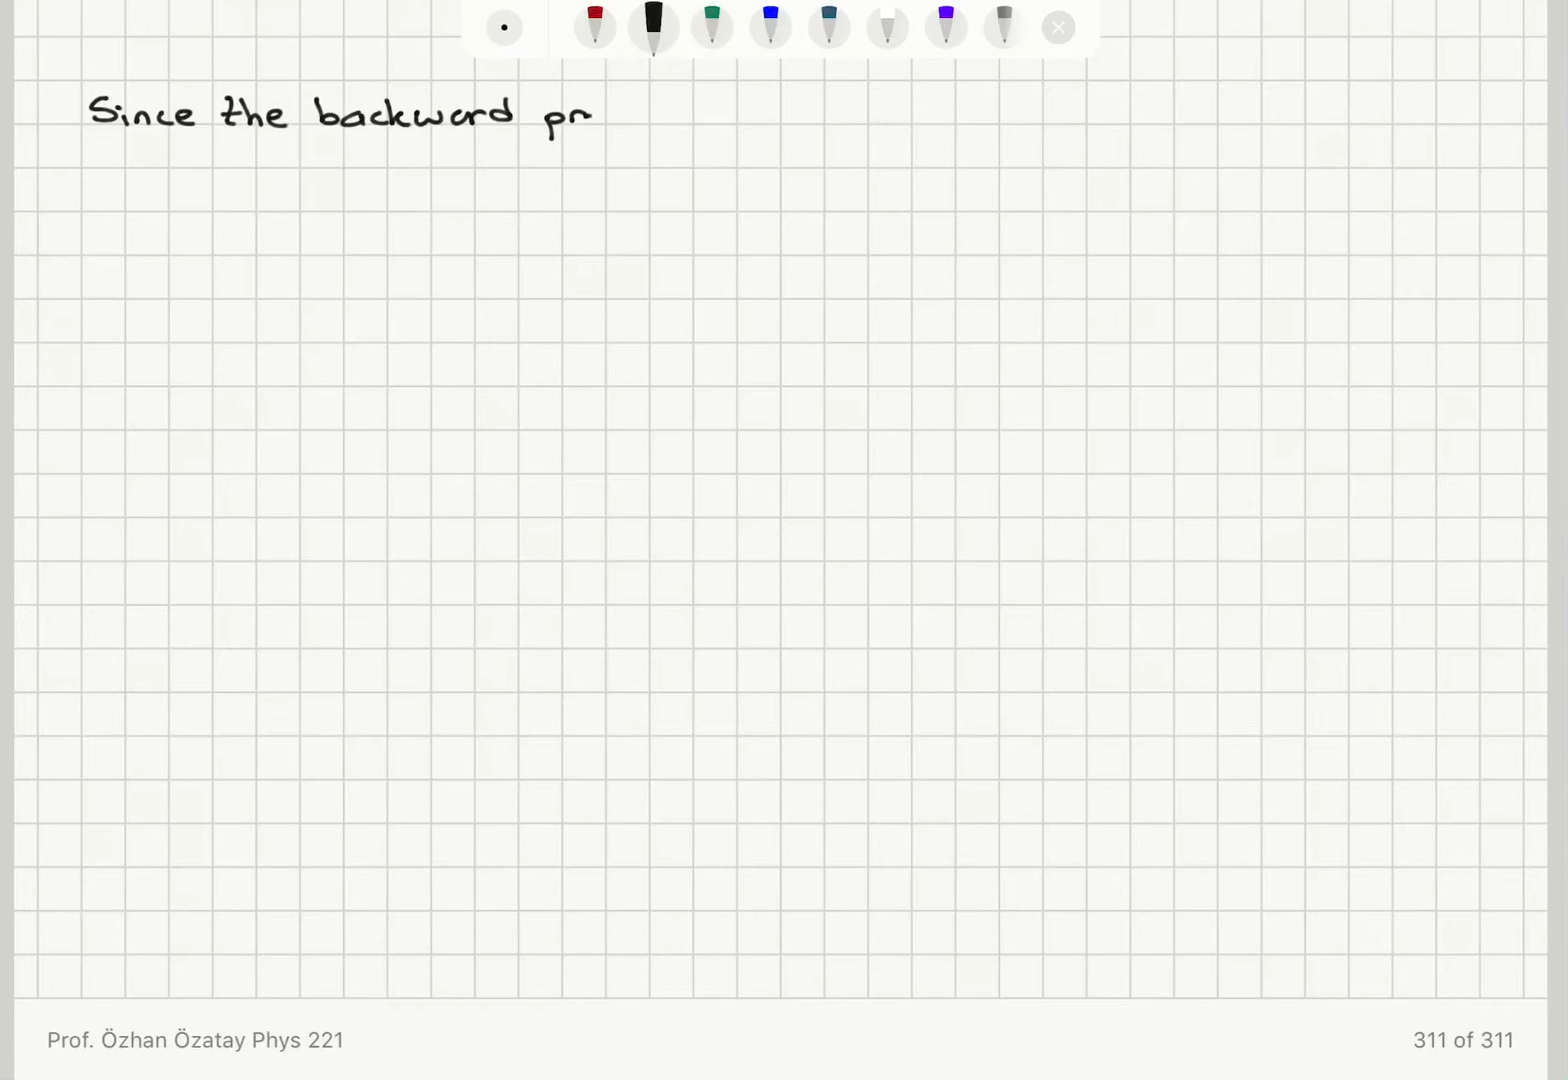 Since the backward pr
Prof. Özhan Özatay Phys 221
311 of 311